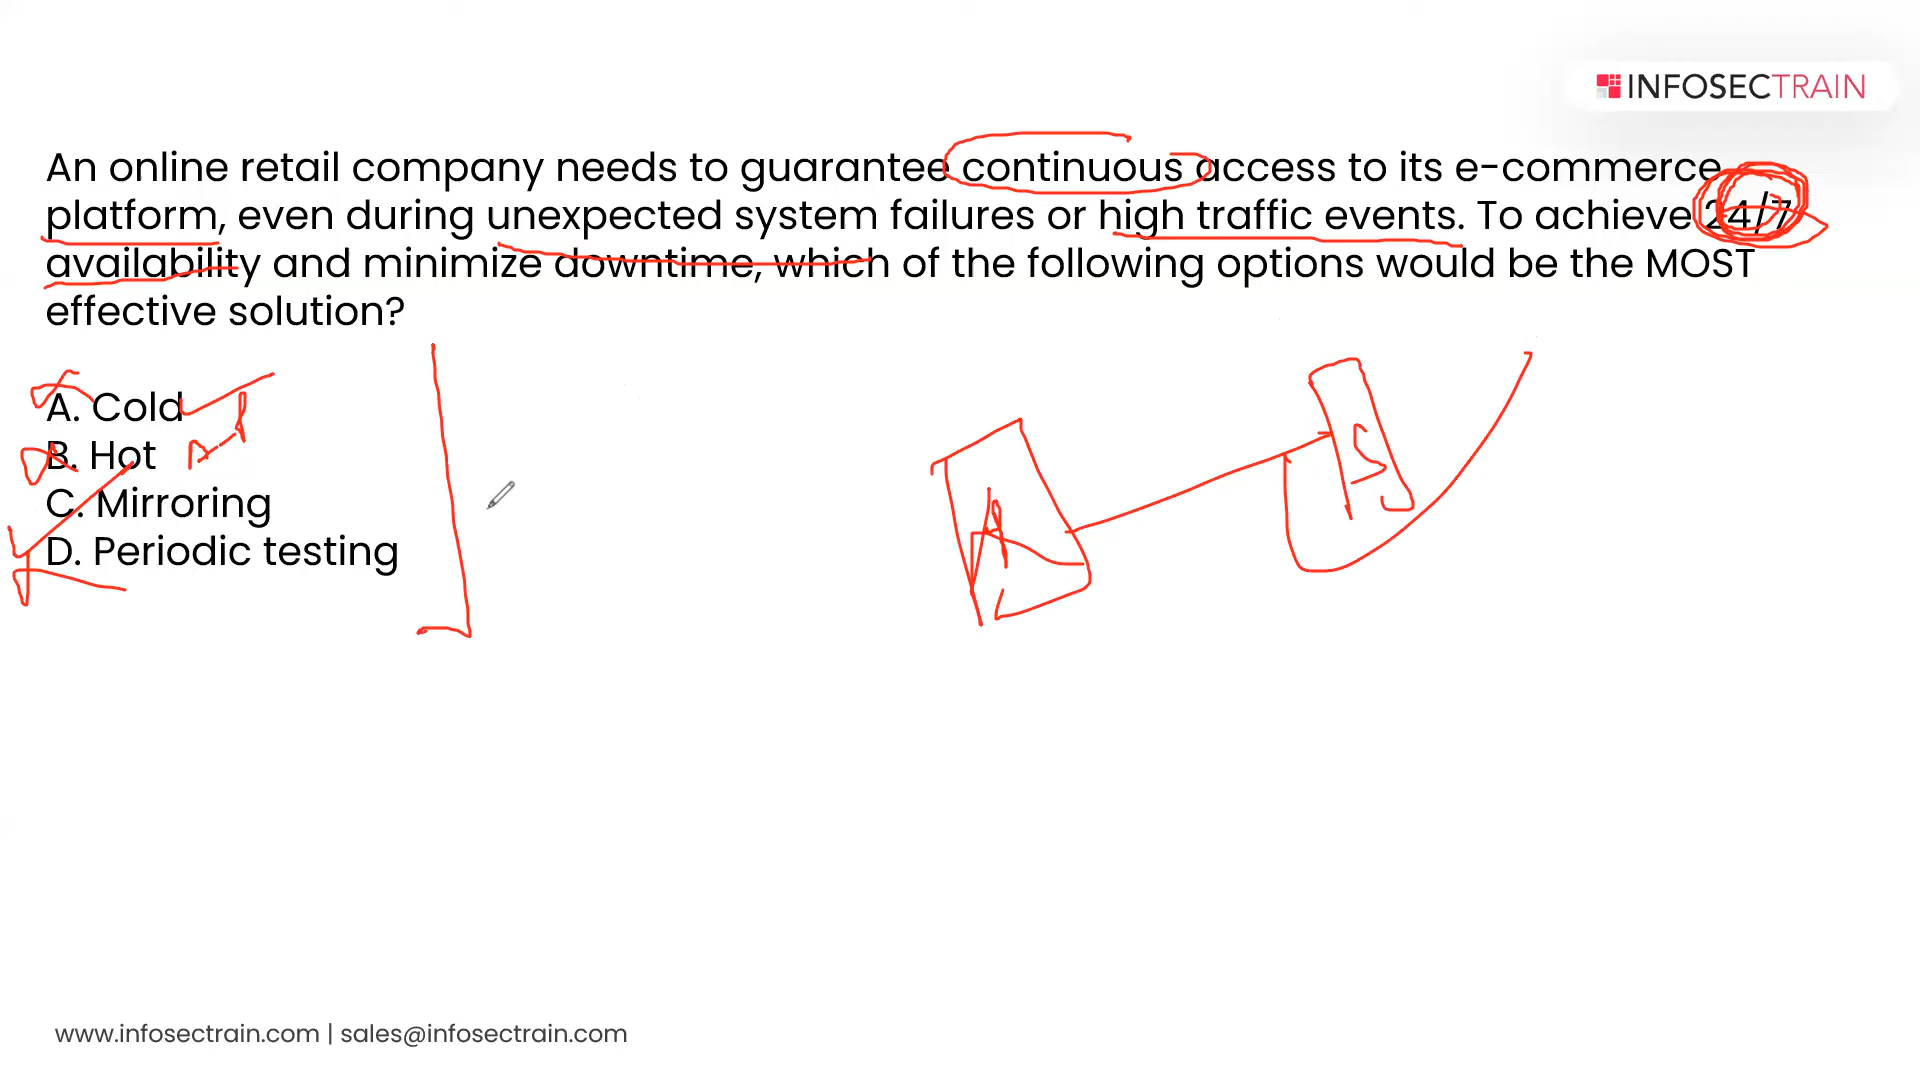 INFOSECTRAIN
An online retail company needs to guarantee continuous access to its e-commerce
platform, even during unexpected system failures or high traffic events. To achieve 24/7
availability and minimize downtime, which of the following options would be the MOST
effective solution?
A. Cold
B. Hot
C. Mirroring
D. Periodic testing
A
S
www.infosectrain.com | sales@infosectrain.com